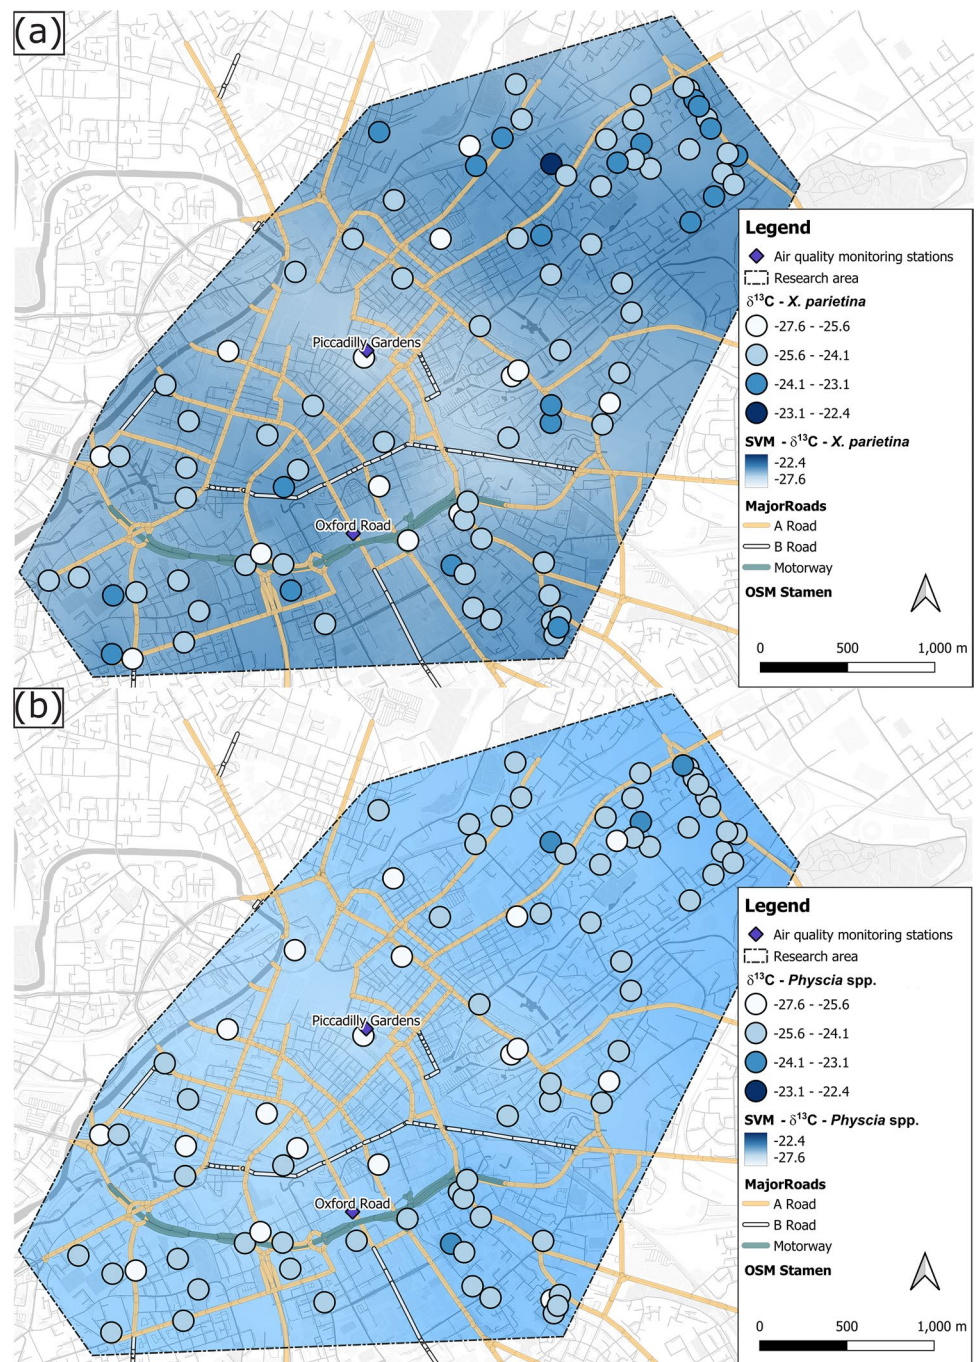 (a)
Piccadilly Gardens
Oxford Road
Legend
Air quality monitoring stations
Research area
δ¹³C - X. parietina
-27.6 - -25.6
-25.6 - -24.1
-24.1 - -23.1
-23.1 - -22.4
SVM - δ¹³C - X. parietina
-22.4
-27.6
MajorRoads
A Road
B Road
Motorway
OSM Stamen
0 500 1,000 m
(b)
Piccadilly Gardens
Oxford Road
Legend
Air quality monitoring stations
Research area
δ¹³C - Physcia spp.
-27.6 - -25.6
-25.6 - -24.1
-24.1 - -23.1
-23.1 - -22.4
SVM - δ¹³C - Physcia spp.
-22.4
-27.6
MajorRoads
A Road
B Road
Motorway
OSM Stamen
0 500 1,000 m